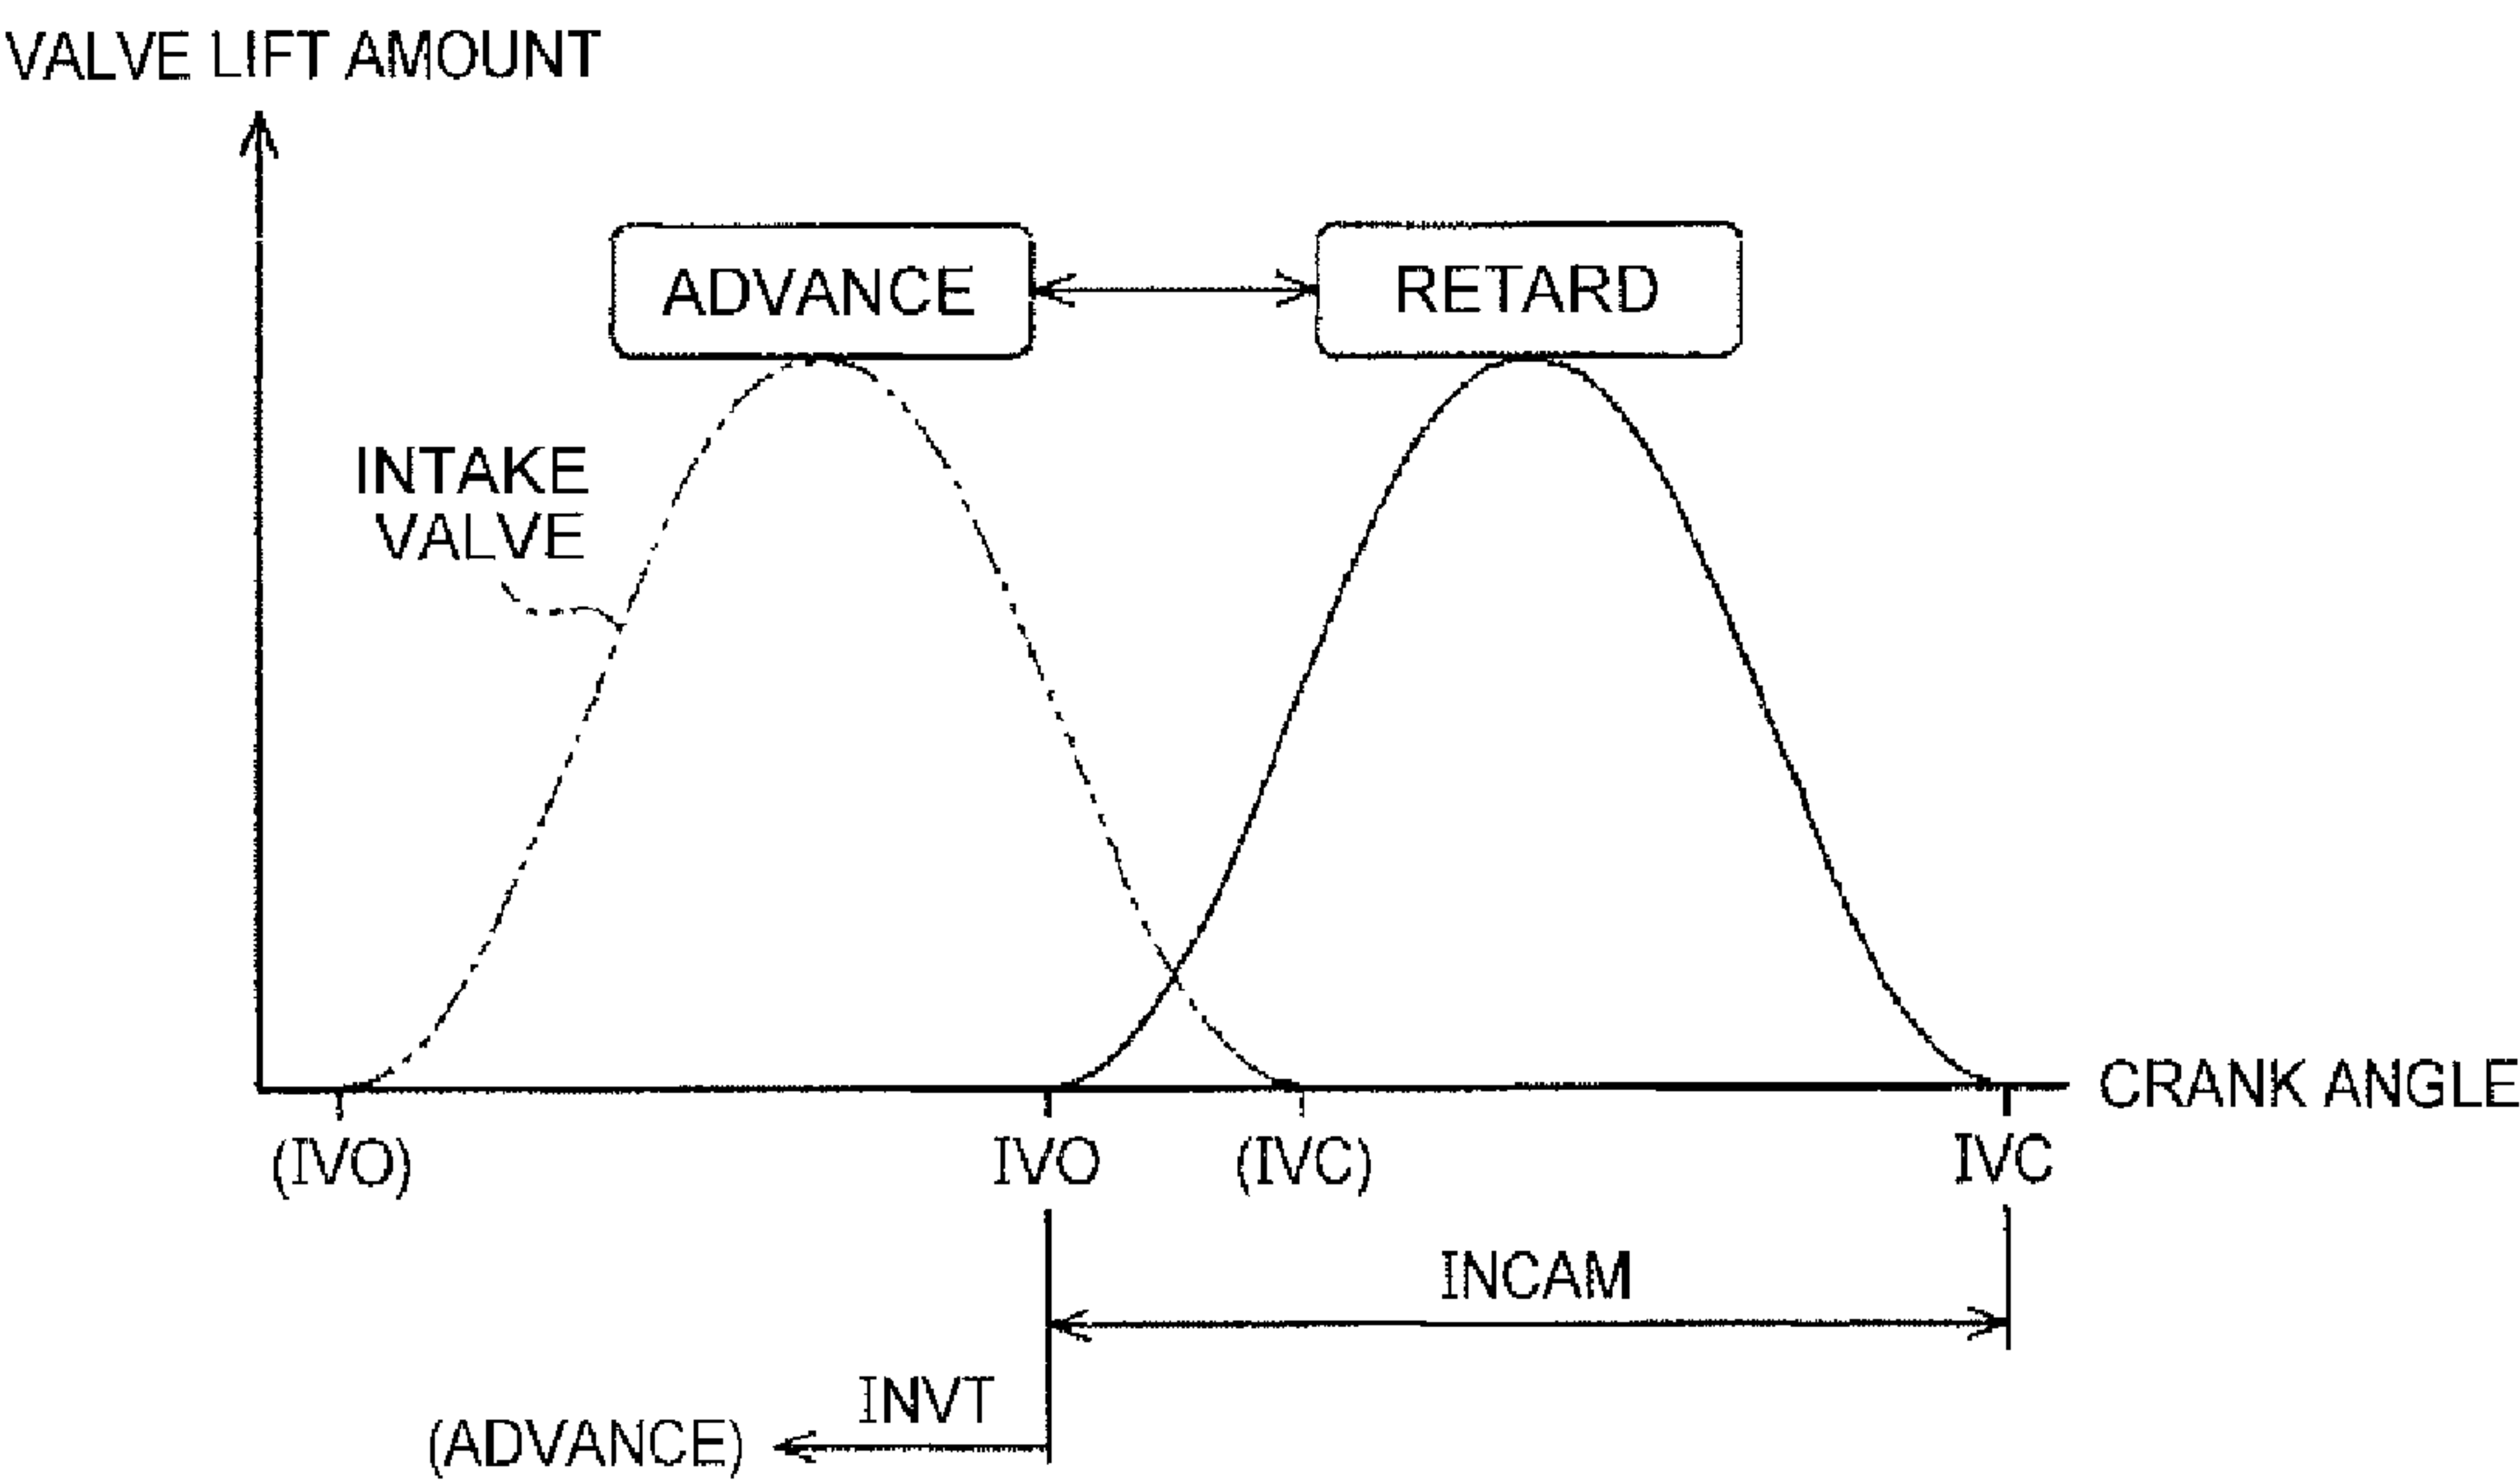 VALVE LIFT AMOUNT
ADVANCE
RETARD
INTAKE
VALVE
CRANK ANGLE
(IVO)
IVO
(IVC)
IVC
INCAM
INVT
(ADVANCE)